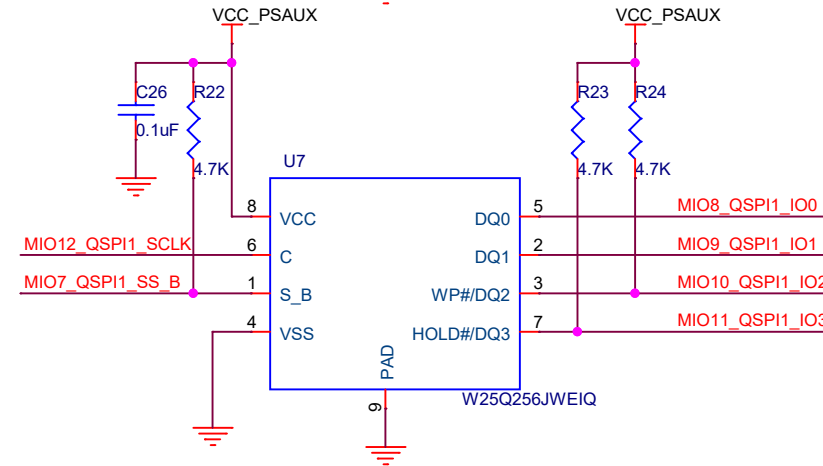 VCC_PSAUX
VCC_PSAUX
C26
R22
R23
R24
0.1uF
4.7K
4.7K
4.7K
U7
8
VCC
DQ0
5
MIO8_QSPI1_IO0
MIO12_QSPI1_SCLK
6
C
DQ1
2
MIO9_QSPI1_IO1
MIO7_QSPI1_SS_B
1
S_B
WP#/DQ2
3
MIO10_QSPI1_IO2
4
VSS
HOLD#/DQ3
7
MIO11_QSPI1_IO3
PAD
9
W25Q256JWEIQ